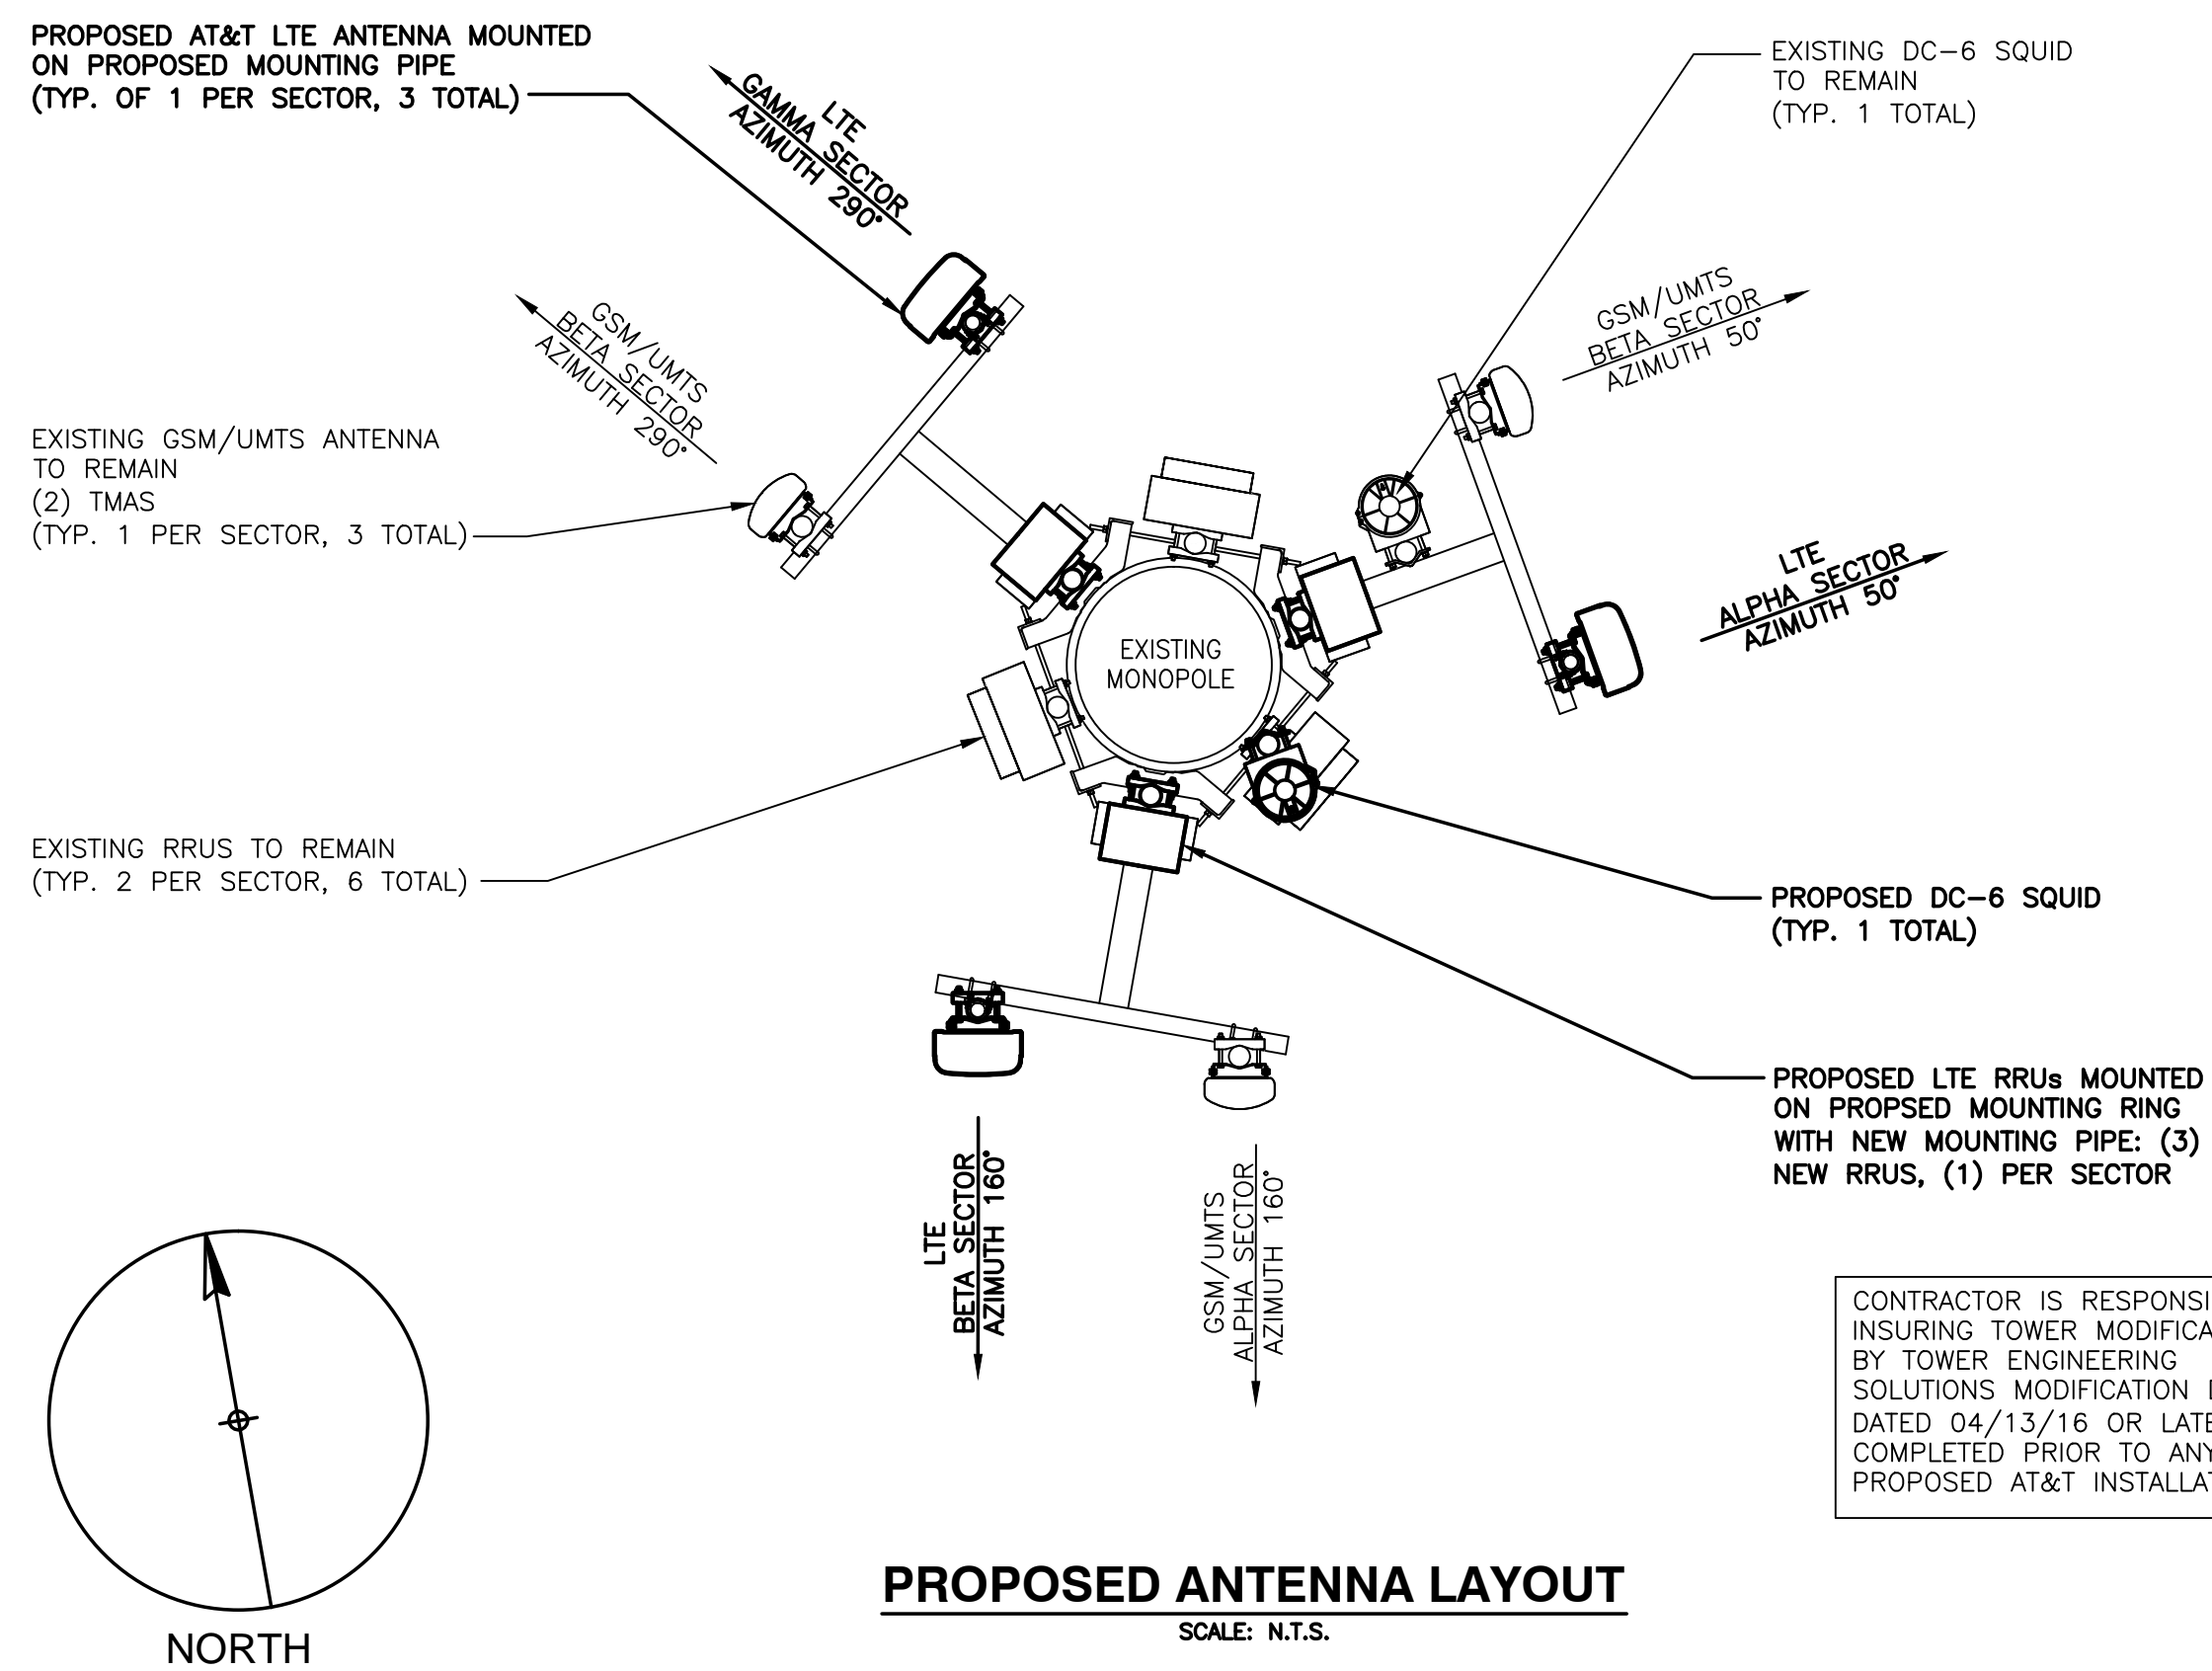 PROPOSED AT&T LTE ANTENNA MOUNTED
ON PROPOSED MOUNTING PIPE
(TYP. OF 1 PER SECTOR, 3 TOTAL)
LTE
GAMMA SECTOR
AZIMUTH 290°
EXISTING DC-6 SQUID
TO REMAIN
(TYP. 1 TOTAL)
GSM/UMTS
BETA SECTOR
AZIMUTH 290°
GSM/UMTS
BETA SECTOR
AZIMUTH 50°
EXISTING GSM/UMTS ANTENNA
TO REMAIN
(2) TMAS
(TYP. 1 PER SECTOR, 3 TOTAL)
LTE
ALPHA SECTOR
AZIMUTH 50°
EXISTING
MONOPOLE
EXISTING RRUS TO REMAIN
(TYP. 2 PER SECTOR, 6 TOTAL)
PROPOSED DC-6 SQUID
(TYP. 1 TOTAL)
PROPOSED LTE RRUs MOUNTED
ON PROPSED MOUNTING RING
WITH NEW MOUNTING PIPE: (3)
NEW RRUS, (1) PER SECTOR
LTE
BETA SECTOR
AZIMUTH 160°
GSM/UMTS
ALPHA SECTOR
AZIMUTH 160°
CONTRACTOR IS
INSURING TOWER
BY TOWER ENGINEERING
SOLUTIONS MODIFICATION
DATED 04/13/16 OR
COMPLETED PRIOR TO ANY
PROPOSED AT&T
NORTH
PROPOSED ANTENNA LAYOUT
SCALE: N.T.S.